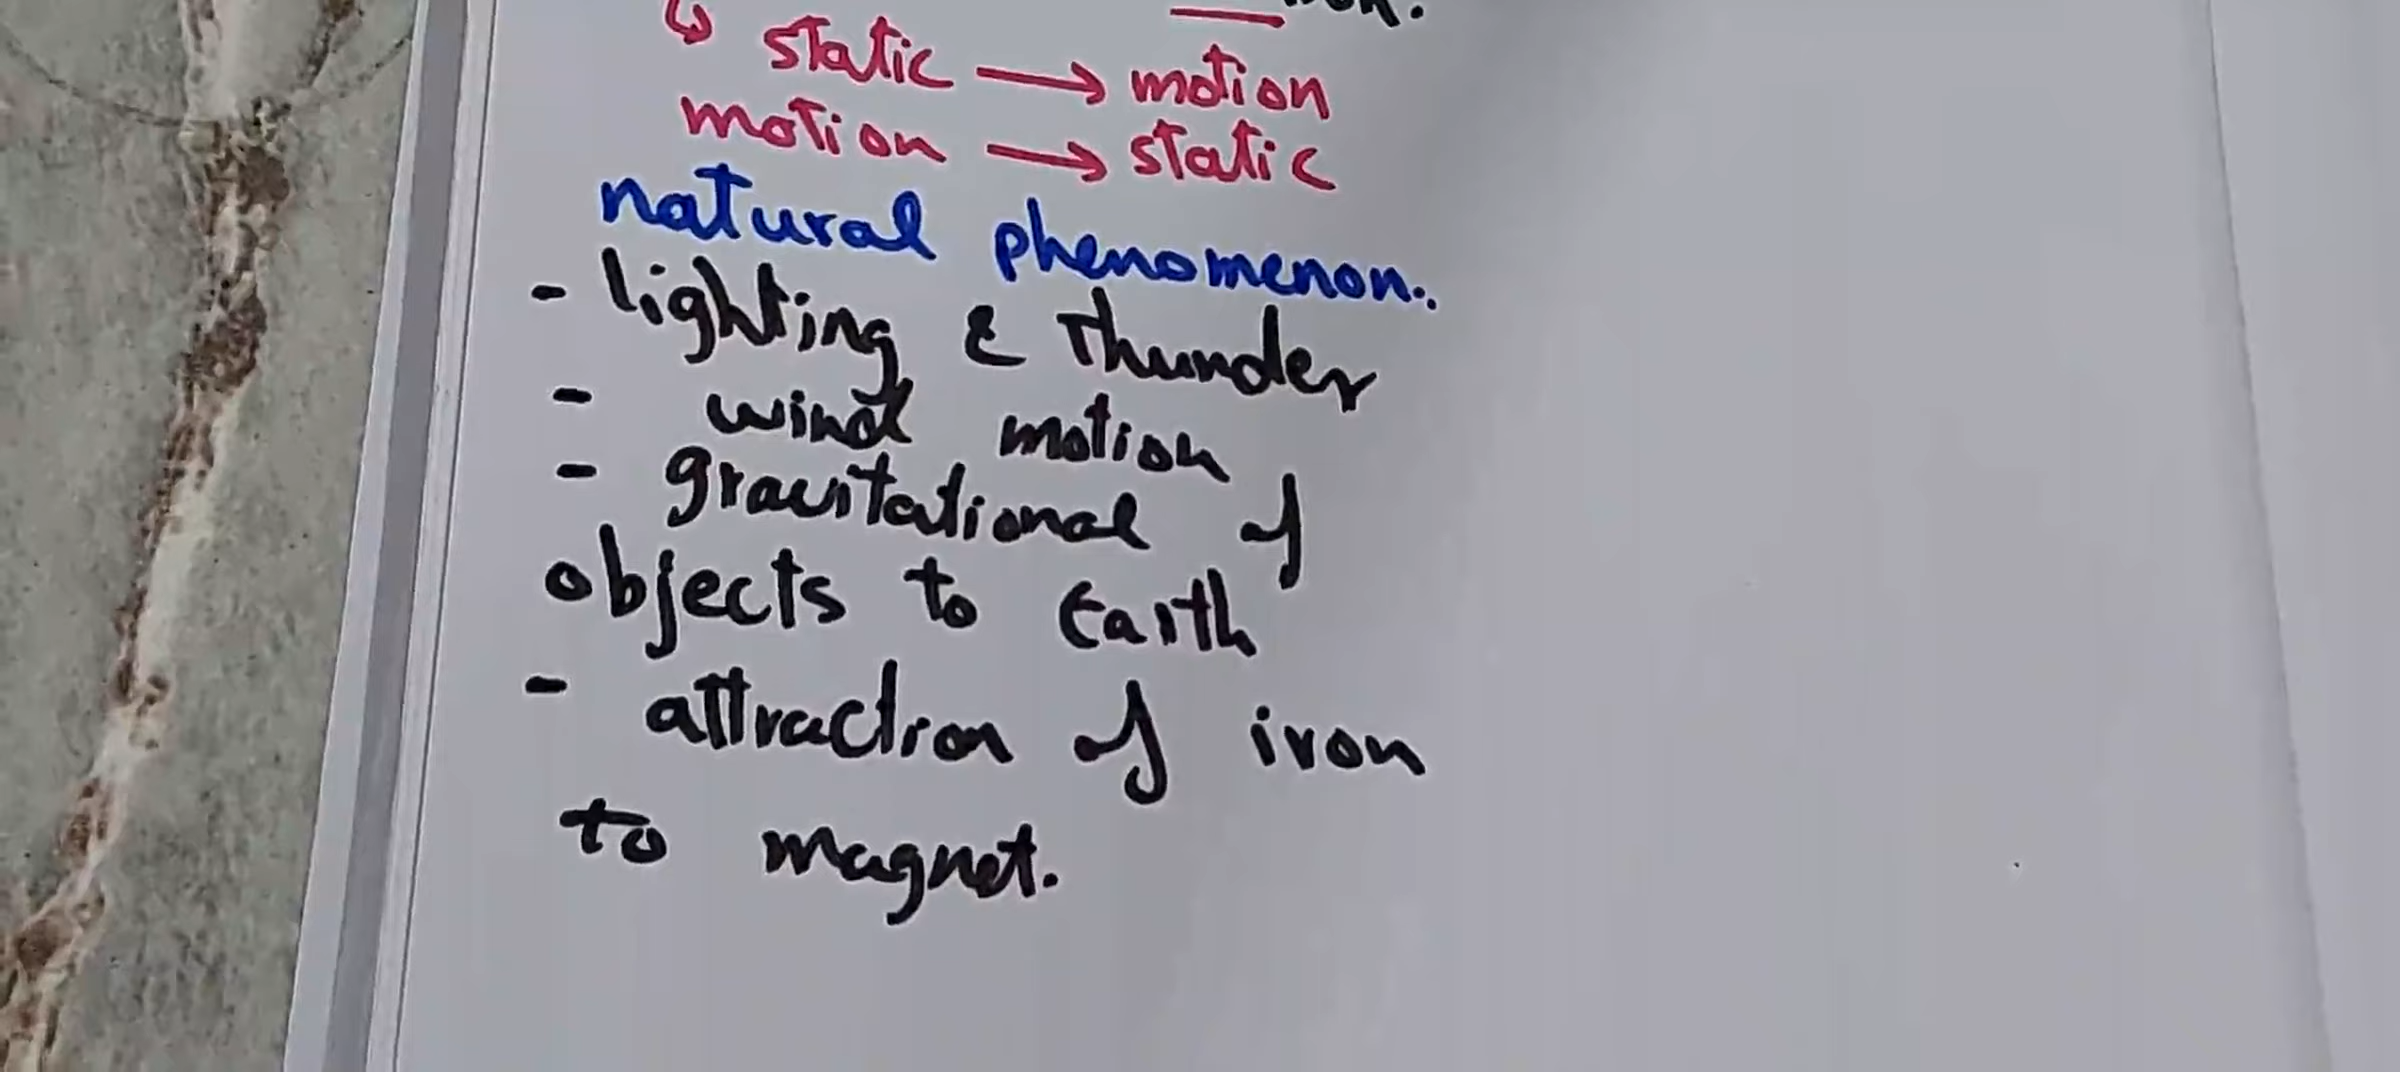 static → motion
motion → static
natural phenomenon..
- lighting & thunder
- wind motion
- gravitational of
objects to Earth
- attraction of iron
to magnet.